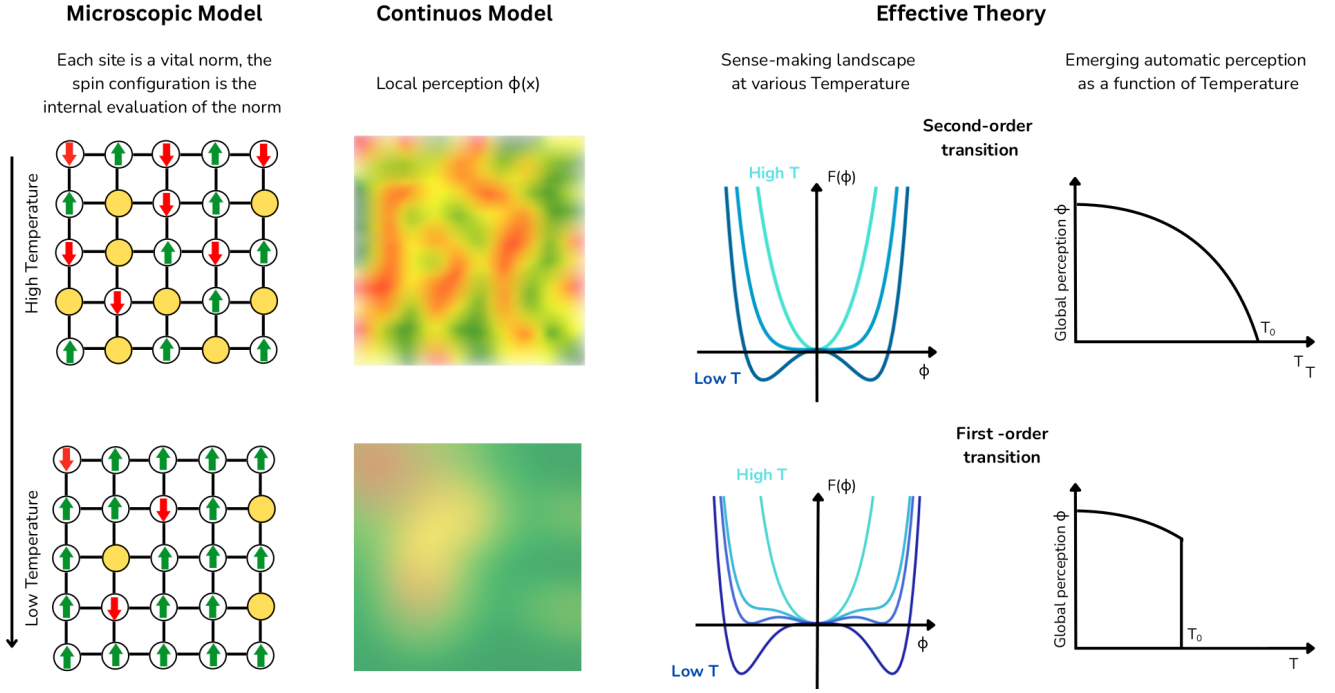 Microscopic Model
Continuos Model
Effective Theory
Each site is a vital norm, the
spin configuration is the
internal evaluation of the norm
Local perception ϕ(x)
Sense-making landscape
at various Temperature
Emerging automatic perception
as a function of Temperature
Second-order
transition
High Temperature
High T
F(ϕ)
Low T
ϕ
Global perception ϕ
T₀
T
T
First -order
transition
Low Temperature
High T
F(ϕ)
Low T
ϕ
Global perception ϕ
T₀
T